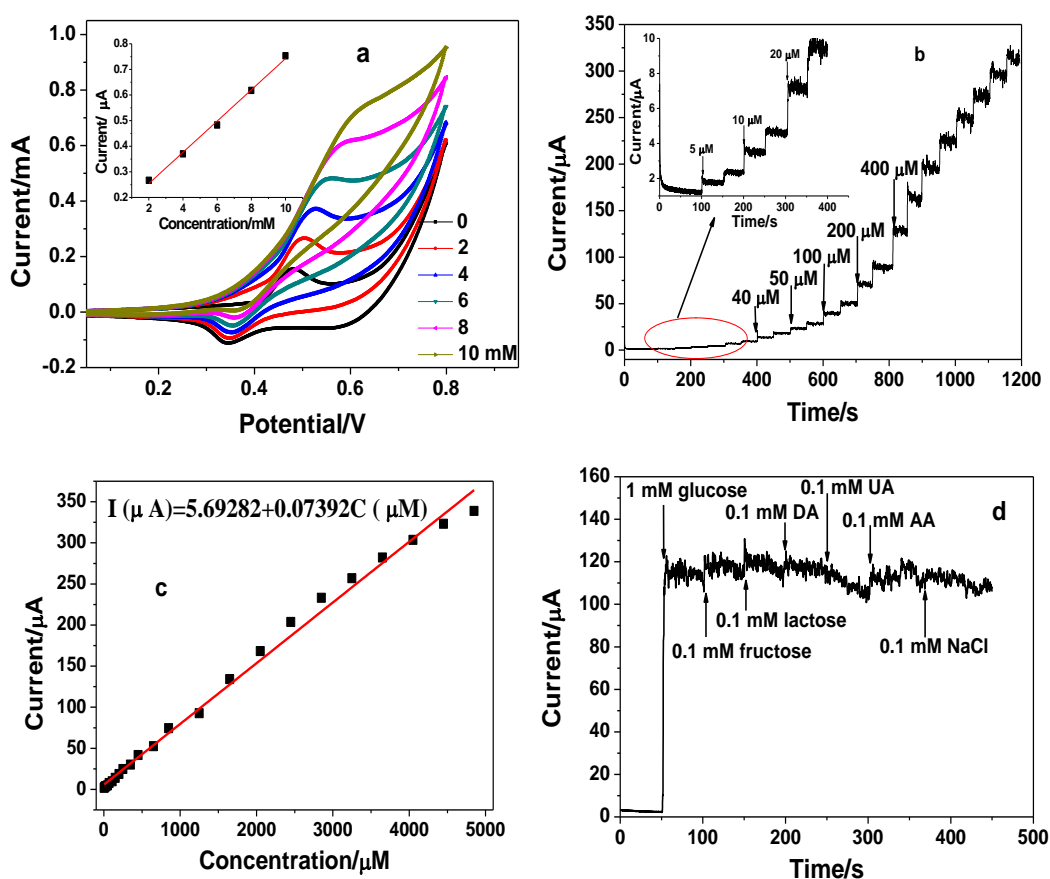 a
Current/mA
1.0
0.8
0.6
0.4
0.2
0.0
-0.2
0.2
0.4
0.6
0.8
Potential/V
Current/ µA
0.8
0.7
0.6
0.5
0.4
0.3
0.2
2
4
6
8
10
Concentration/mM
0
2
4
6
8
10 mM
b
Current/µA
350
300
250
200
150
100
50
0
0
200
400
600
800
1000
1200
Time/s
Current/µA
10
8
6
4
2
0
100
200
300
400
Time/s
5 µM
10 µM
20 µM
40 µM
50 µM
100 µM
200 µM
400 µM
c
I (µ A)=5.69282+0.07392C ( µM)
Current/µA
350
300
250
200
150
100
50
0
0
1000
2000
3000
4000
5000
Concentration/µM
d
Current/µA
160
140
120
100
80
60
40
20
0
0
100
200
300
400
500
Time/s
1 mM glucose
0.1 mM fructose
0.1 mM lactose
0.1 mM DA
0.1 mM UA
0.1 mM AA
0.1 mM NaCl